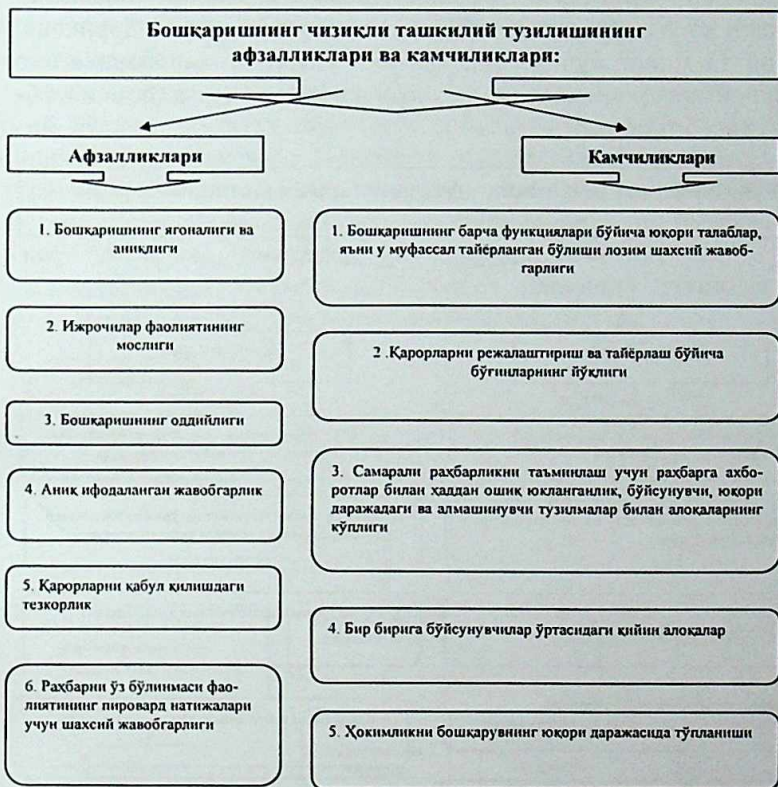 Бошқаришнинг чизиқли ташкилий тузилишининг
афзалликлари ва камчиликлари:
Афзалликлари
1. Бошқаришнинг ягоналиги ва
аниқлиги
2. Ижрочилар фаолиятининг
мослиги
3. Бошқаришнинг оддийлиги
4. Аниқ ифодаланган жавобгарлик
5. Қарорларни қабул қилишдаги
тезкорлик
6. Раҳбарни ўз бўлинмаси фао-
лиятининг пировард натижалари
учун шахсий жавобгарлиги
Камчиликлари
1. Бошқаришнинг барча функциялари бўйича юқори талаблар,
яъни у муфассал тайёрланган бўлиши лозим шахсий жавоб-
гарлиги
2 .Қарорларни режалаштириш ва тайёрлаш бўйича
бўғинларнинг йўқлиги
3. Самарали раҳбарликни таъминлаш учун раҳбарга ахбо-
ротлар билан ҳаддан ошиқ юкланганлик, бўйсунувчи, юқори
даражадаги ва алмашинувчи тузилмалар билан алоқаларнинг
кўплиги
4. Бир бирига бўйсунувчилар ўртасидаги қийин алоқалар
5. Ҳокимликни бошқарувнинг юқори даражасида тўпланиши